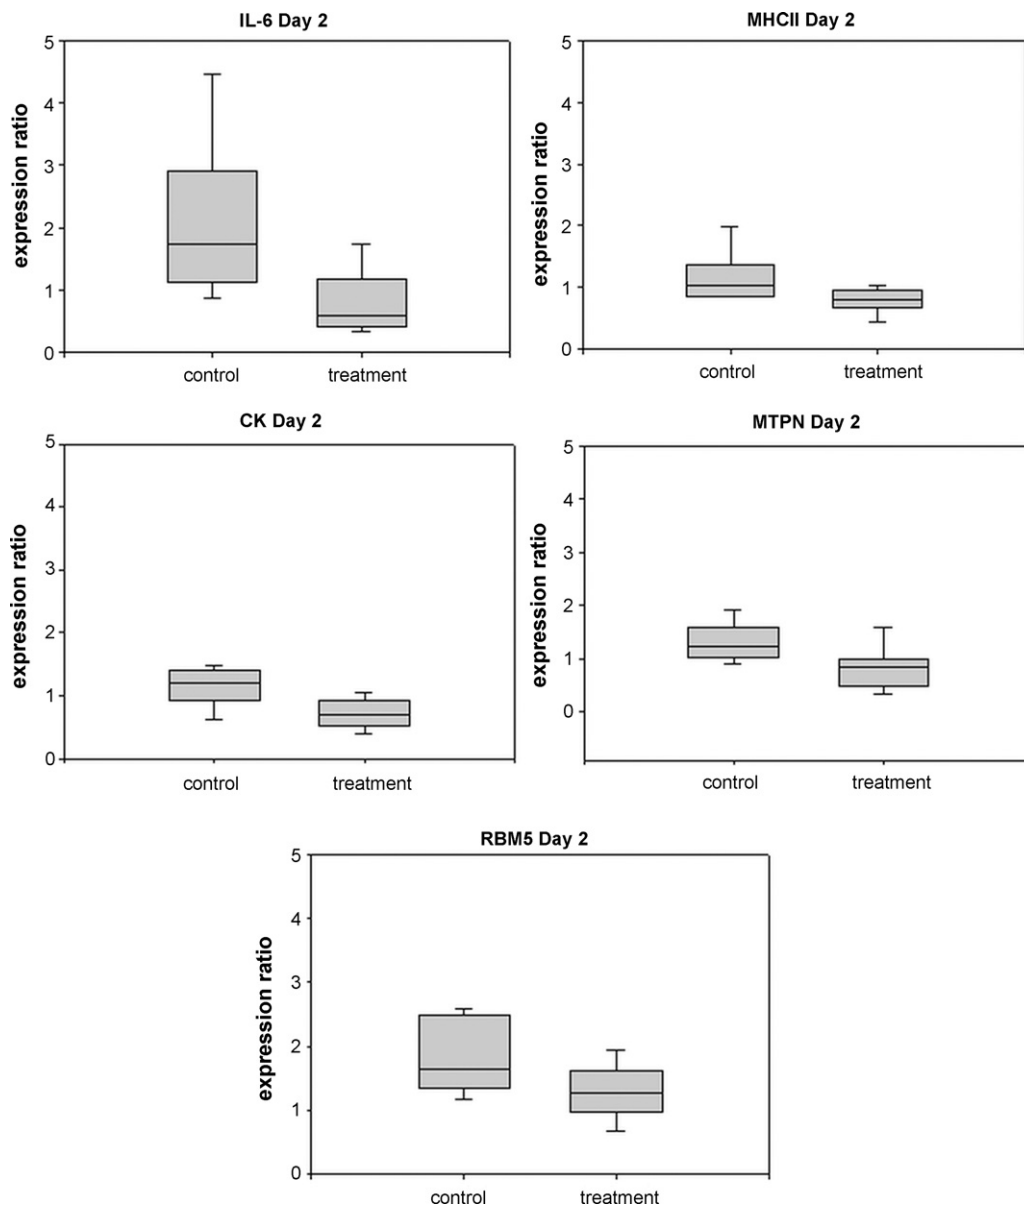 IL-6 Day 2
expression ratio
5
4
3
2
1
0
control treatment
MHCII Day 2
expression ratio
5
4
3
2
1
0
control treatment
CK Day 2
expression ratio
5
4
3
2
1
0
control treatment
MTPN Day 2
expression ratio
5
4
3
2
1
0
control treatment
RBM5 Day 2
expression ratio
5
4
3
2
1
0
control treatment